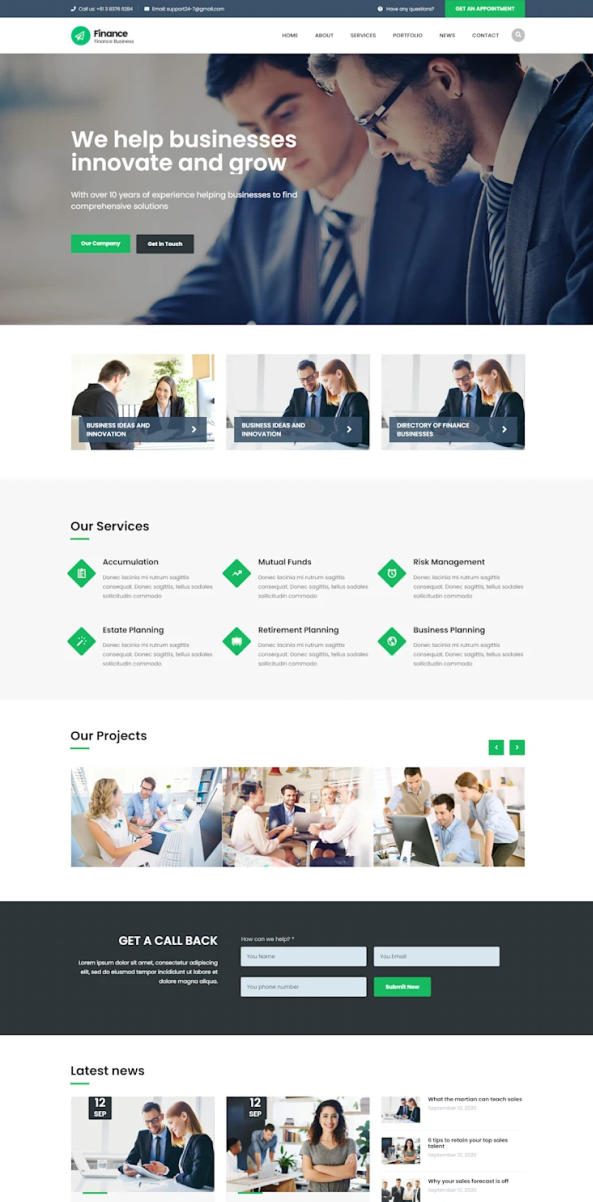 Call us: +61 3 8376 6284
Email: support24-7@gmail.com
Have any questions?
GET AN APPOINTMENT
Finance
Finance Business
HOME
ABOUT
SERVICES
PORTFOLIO
NEWS
CONTACT
We help businesses
innovate and grow
With over 10 years of experience helping businesses to find
comprehensive solutions
Our Company
Get in Touch
BUSINESS IDEAS AND
INNOVATION
BUSINESS IDEAS AND
INNOVATION
DIRECTORY OF FINANCE
BUSINESSES
Our Services
Accumulation
Donec lacinia mi rutrum sagittis
consequat. Donec sagittis, tellus sodales
sollicitudin commodo
Mutual Funds
Donec lacinia mi rutrum sagittis
consequat. Donec sagittis, tellus sodales
sollicitudin commodo
Risk Management
Donec lacinia mi rutrum sagittis
consequat. Donec sagittis, tellus sodales
sollicitudin commodo
Estate Planning
Donec lacinia mi rutrum sagittis
consequat. Donec sagittis, tellus sodales
sollicitudin commodo
Retirement Planning
Donec lacinia mi rutrum sagittis
consequat. Donec sagittis, tellus sodales
sollicitudin commodo
Business Planning
Donec lacinia mi rutrum sagittis
consequat. Donec sagittis, tellus sodales
sollicitudin commodo
Our Projects
GET A CALL BACK
Lorem ipsum dolor sit amet, consectetur adipiscing
elit, sed do eiusmod tempor incididunt ut labore et
dolore magna aliqua.
How can we help? *
You Name
You Email
You phone number
Submit Now
Latest news
12
SEP
12
SEP
What the martian can teach sales
September 12, 2020
6 tips to retain your top sales
talent
September 12, 2020
Why your sales forecast is off
September 12, 2020